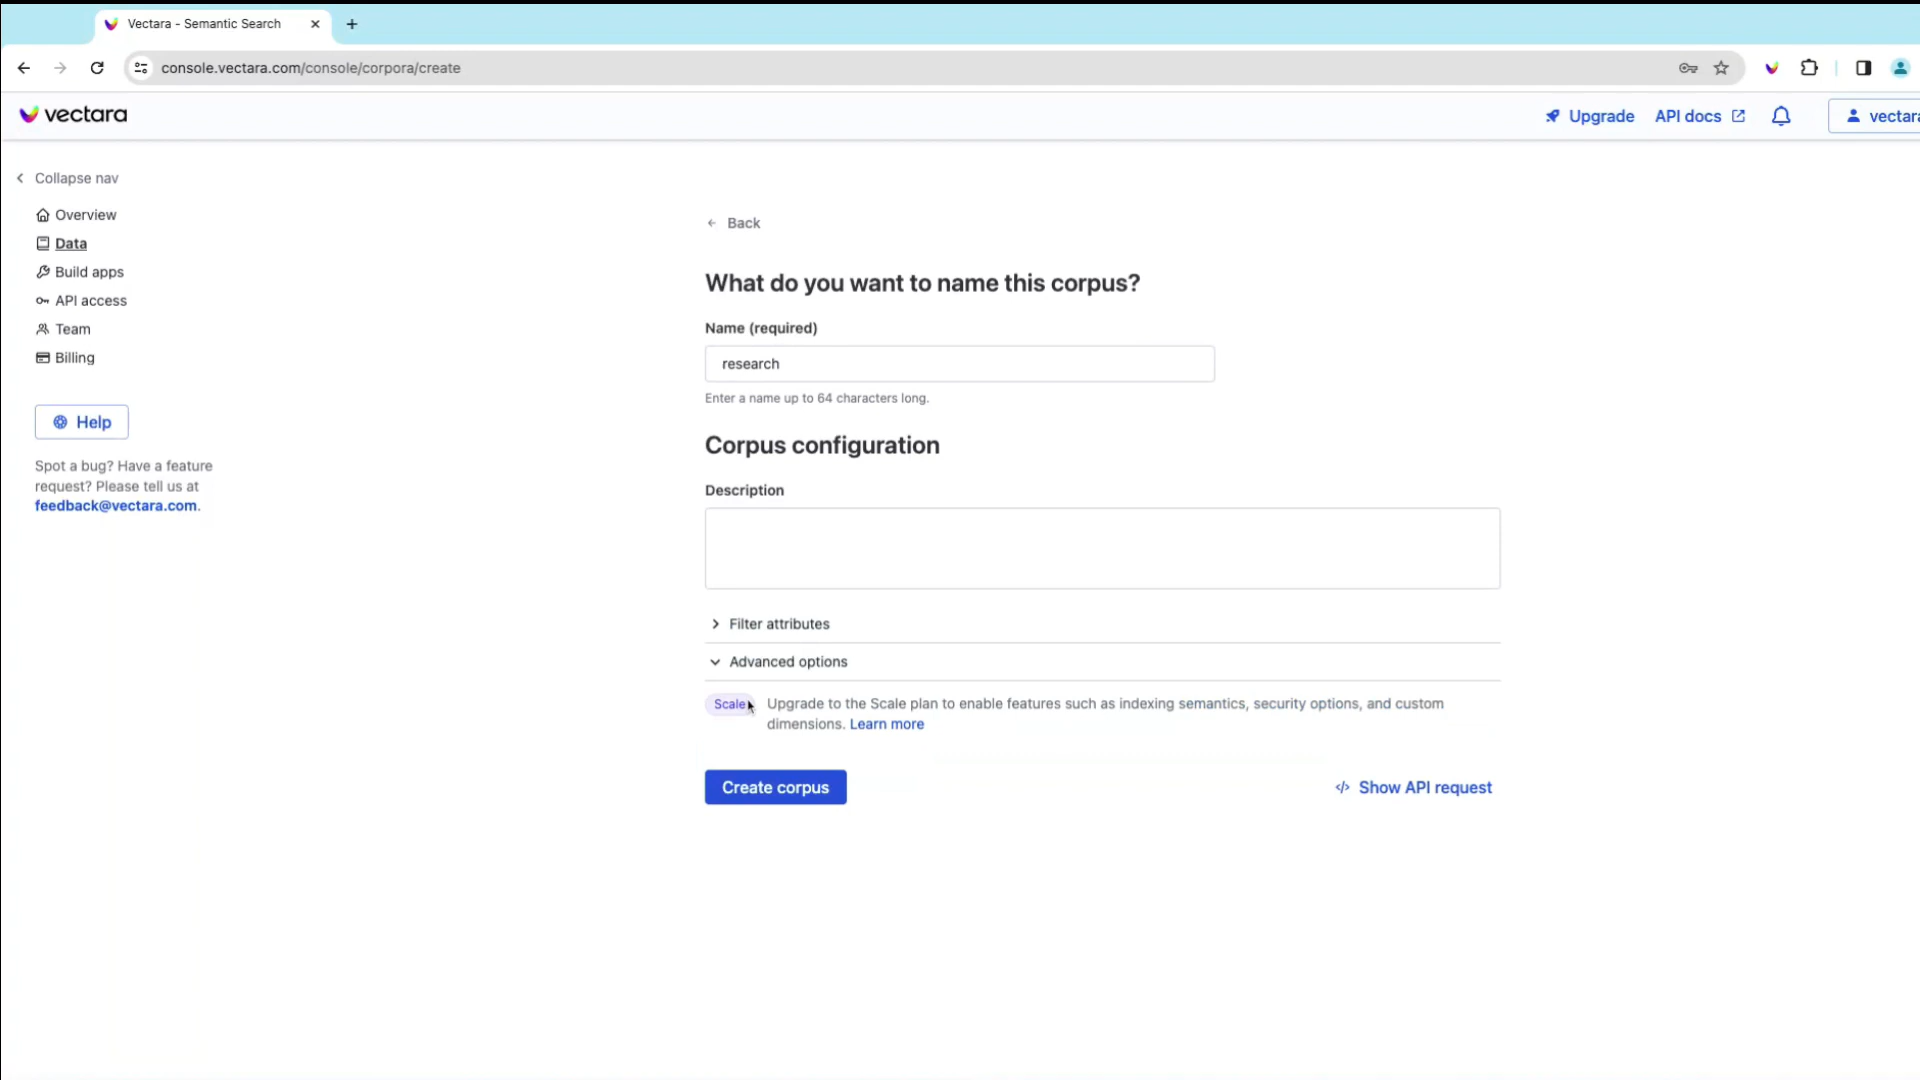 Vectara - Semantic Search
console.vectara.com/console/corpora/create
vectara
Upgrade
API docs
vectara
Collapse nav
Overview
Data
Build apps
API access
Team
Billing
Help
Spot a bug? Have a feature
request? Please tell us at
feedback@vectara.com.
Back
What do you want to name this corpus?
Name (required)
research
Enter a name up to 64 characters long.
Corpus configuration
Description
Filter attributes
Advanced options
Scale
Upgrade to the Scale plan to enable features such as indexing semantics, security options, and custom
dimensions. Learn more
Create corpus
</> Show API request